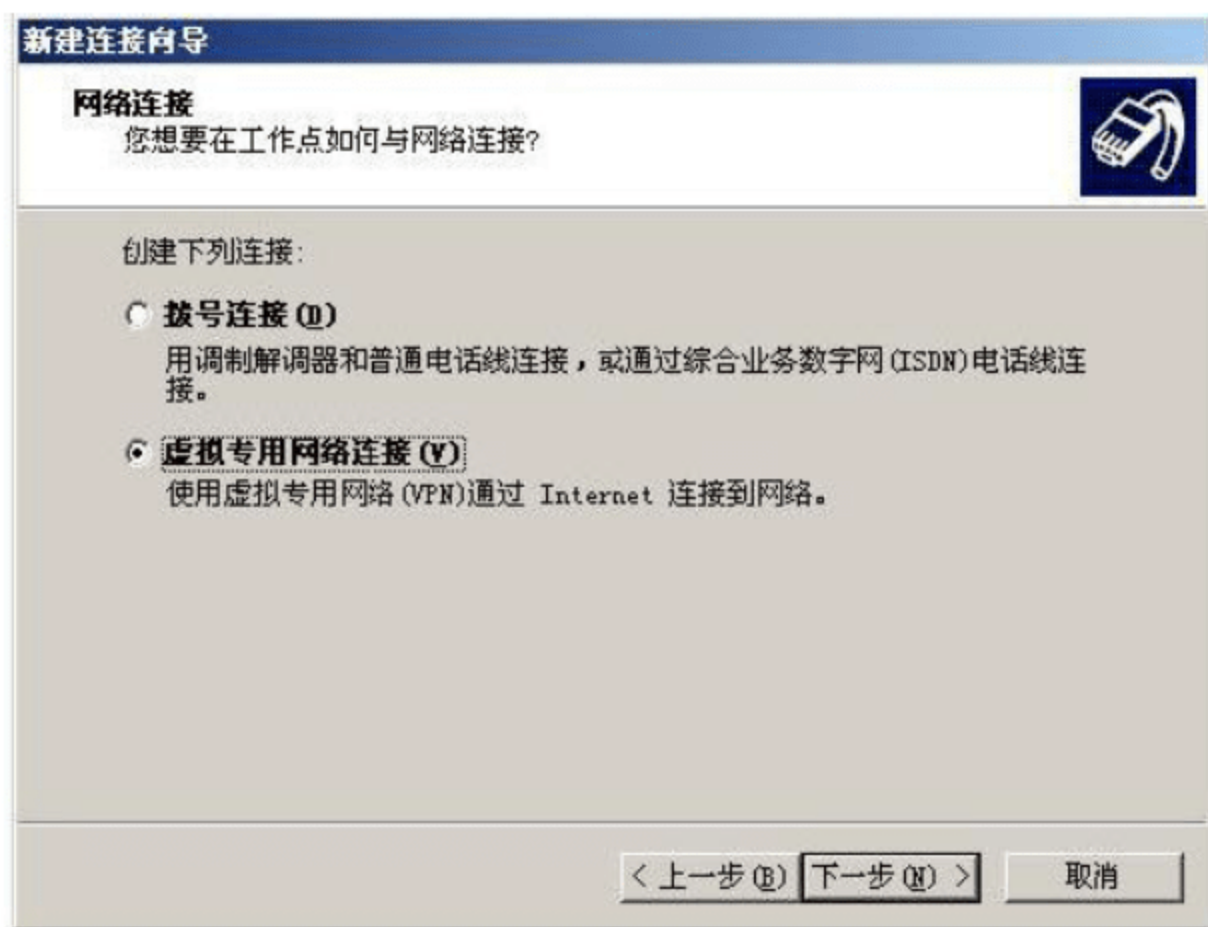 新建连接向导
网络连接
您想要在工作点如何与网络连接?
创建下列连接:
拨号连接(D)
用调制解调器和普通电话线连接，或通过综合业务数字网(ISDN)电话线连
接。
虚拟专用网络连接(V)
使用虚拟专用网络(VPN)通过 Internet 连接到网络。
< 上一步(B) 下一步(N) > 取消